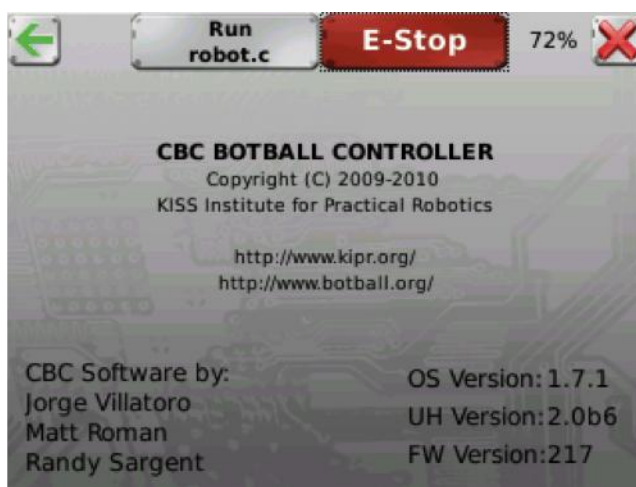 Run
robot.c
E-Stop
72%
CBC BOTBALL CONTROLLER
Copyright (C) 2009-2010
KISS Institute for Practical Robotics
http://www.kipr.org/
http://www.botball.org/
CBC Software by:
Jorge Villatoro
Matt Roman
Randy Sargent
OS Version:1.7.1
UH Version:2.0b6
FW Version:217